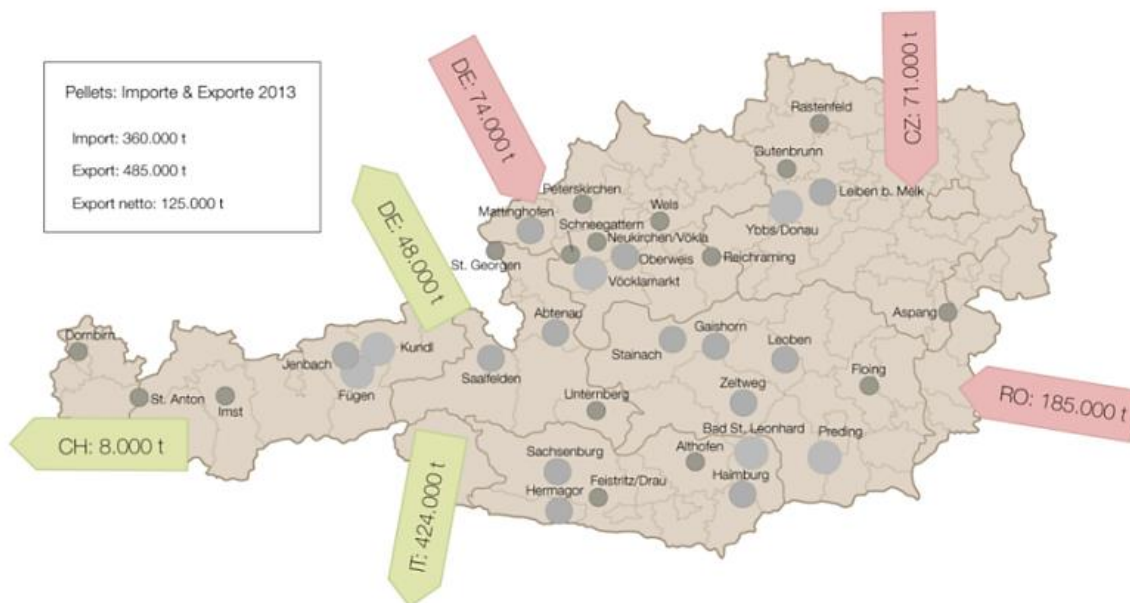 Pellets: Importe & Exporte 2013
Import: 360.000 t
Export: 485.000 t
Export netto: 125.000 t
DE: 74.000 t
CZ: 71.000 t
DE: 48.000 t
RO: 185.000 t
CH: 8.000 t
IT: 424.000 t
Rastenfeld
Gutenbrunn
Leiben b. Melk
Ybbs/Donau
Peterskirchen
Mattinghofen
Schneegattern
Wels
Neukirchen/Vökla
Oberweis
Reichraming
St. Georgen
Vöcklamarkt
Abtenau
Aspang
Gaishorn
Leoben
Stainach
Dornbirn
Kundl
Jenbach
Fügen
Saalfelden
Floing
Zeltweg
St. Anton
Imst
Unternberg
Bad St. Leonhard
Preding
Sachsenburg
Althofen
Haimburg
Feistritz/Drau
Hermagor